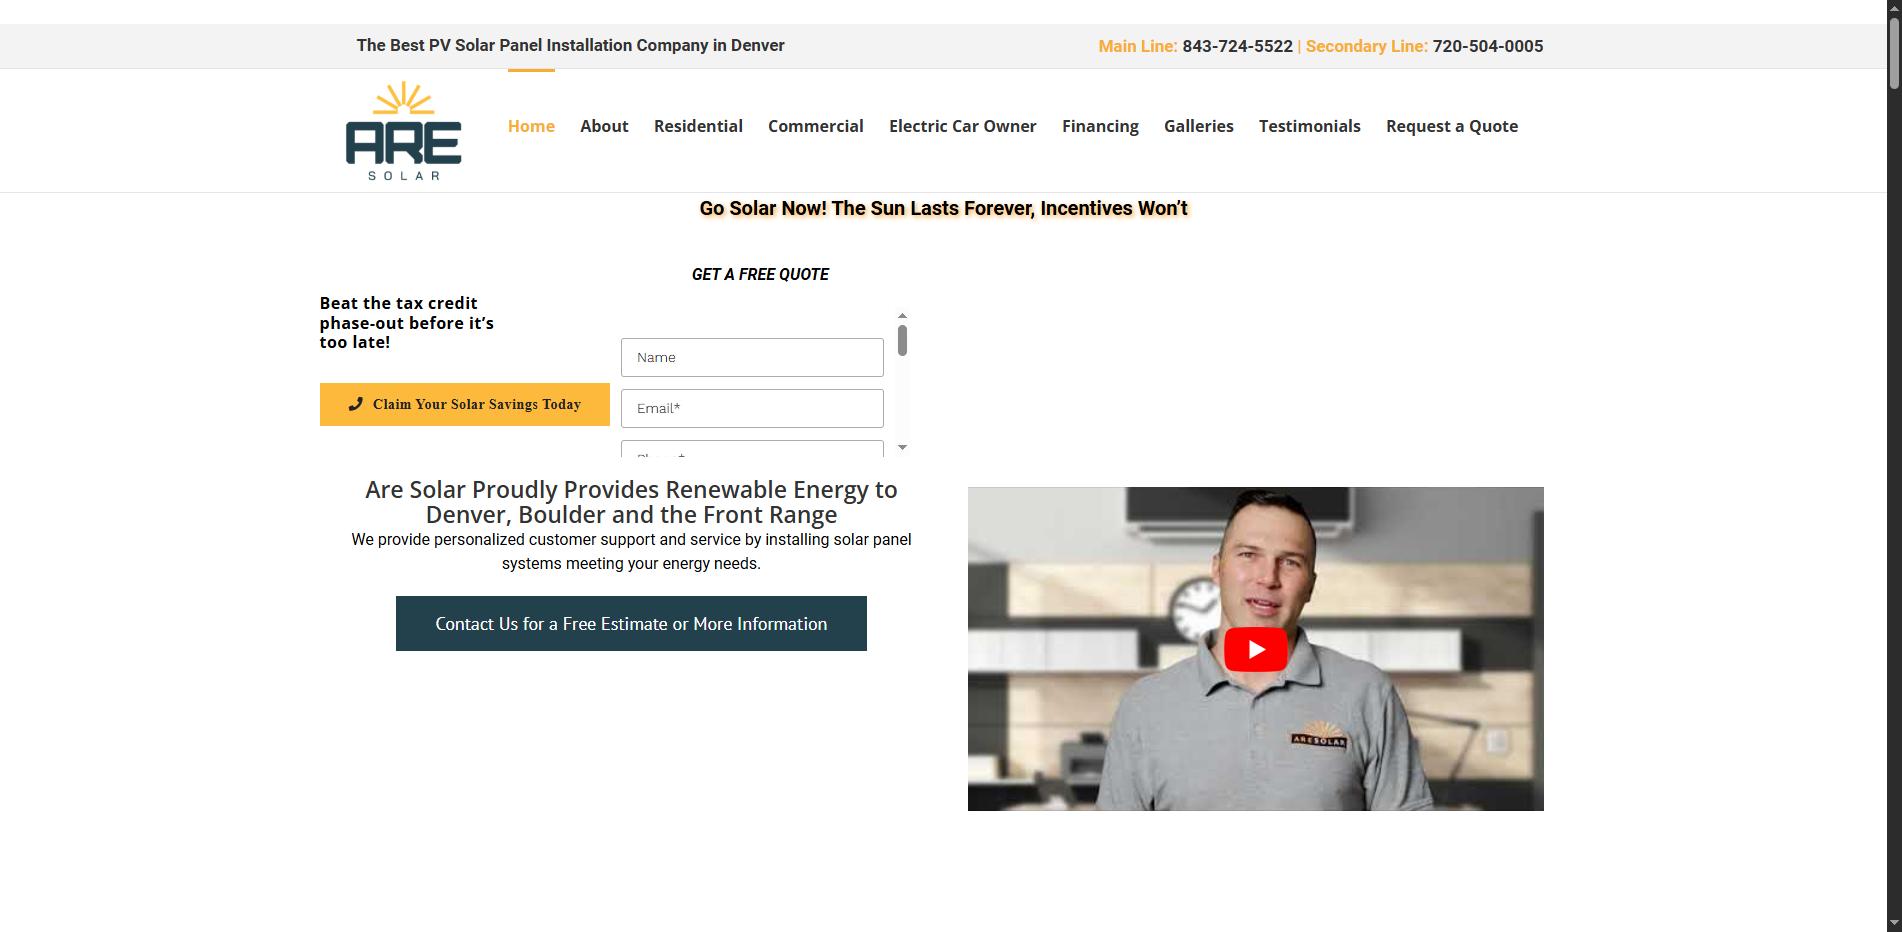 The Best PV Solar Panel Installation Company in Denver
Main Line: 843-724-5522 | Secondary Line: 720-504-0005
ARE
SOLAR
Home About Residential Commercial Electric Car Owner Financing Galleries Testimonials Request a Quote
Go Solar Now! The Sun Lasts Forever, Incentives Won’t
GET A FREE QUOTE
Beat the tax credit
phase-out before it’s
too late!
Name
Claim Your Solar Savings Today
Email*
Are Solar Proudly Provides Renewable Energy to
Denver, Boulder and the Front Range
We provide personalized customer support and service by installing solar panel
systems meeting your energy needs.
Contact Us for a Free Estimate or More Information
ARESOLAR